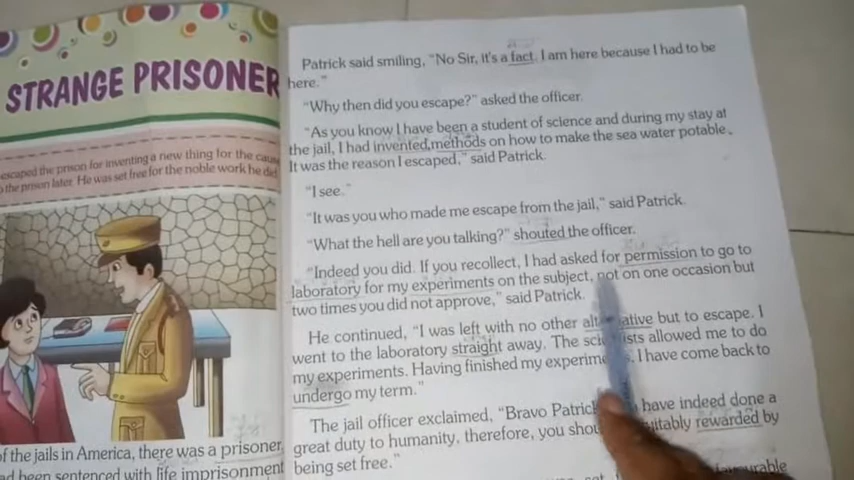 STRANGE PRISONER
escaped the prison for inventing a new thing for the cause
the prison later. He was set free for the noble work he did
of the jails in America, there was a prisoner
had been sentenced with life imprisonment
Patrick said smiling, "No Sir, it's a fact. I am here because I had to be
here."
"Why then did you escape?" asked the officer.
"As you know I have been a student of science and during my stay at
the jail, I had invented methods on how to make the sea water potable.
It was the reason I escaped," said Patrick.
"I see."
"It was you who made me escape from the jail," said Patrick.
"What the hell are you talking?" shouted the officer.
"Indeed you did. If you recollect, I had asked for permission to go to
laboratory for my experiments on the subject, not on one occasion but
two times you did not approve," said Patrick.
He continued, "I was left with no other alternative but to escape. I
went to the laboratory straight away. The scientists allowed me to do
my experiments. Having finished my experiments, I have come back to
undergo my term."
The jail officer exclaimed, "Bravo Patrick have indeed done a
great duty to humanity, therefore, you should suitably rewarded by
being set free."